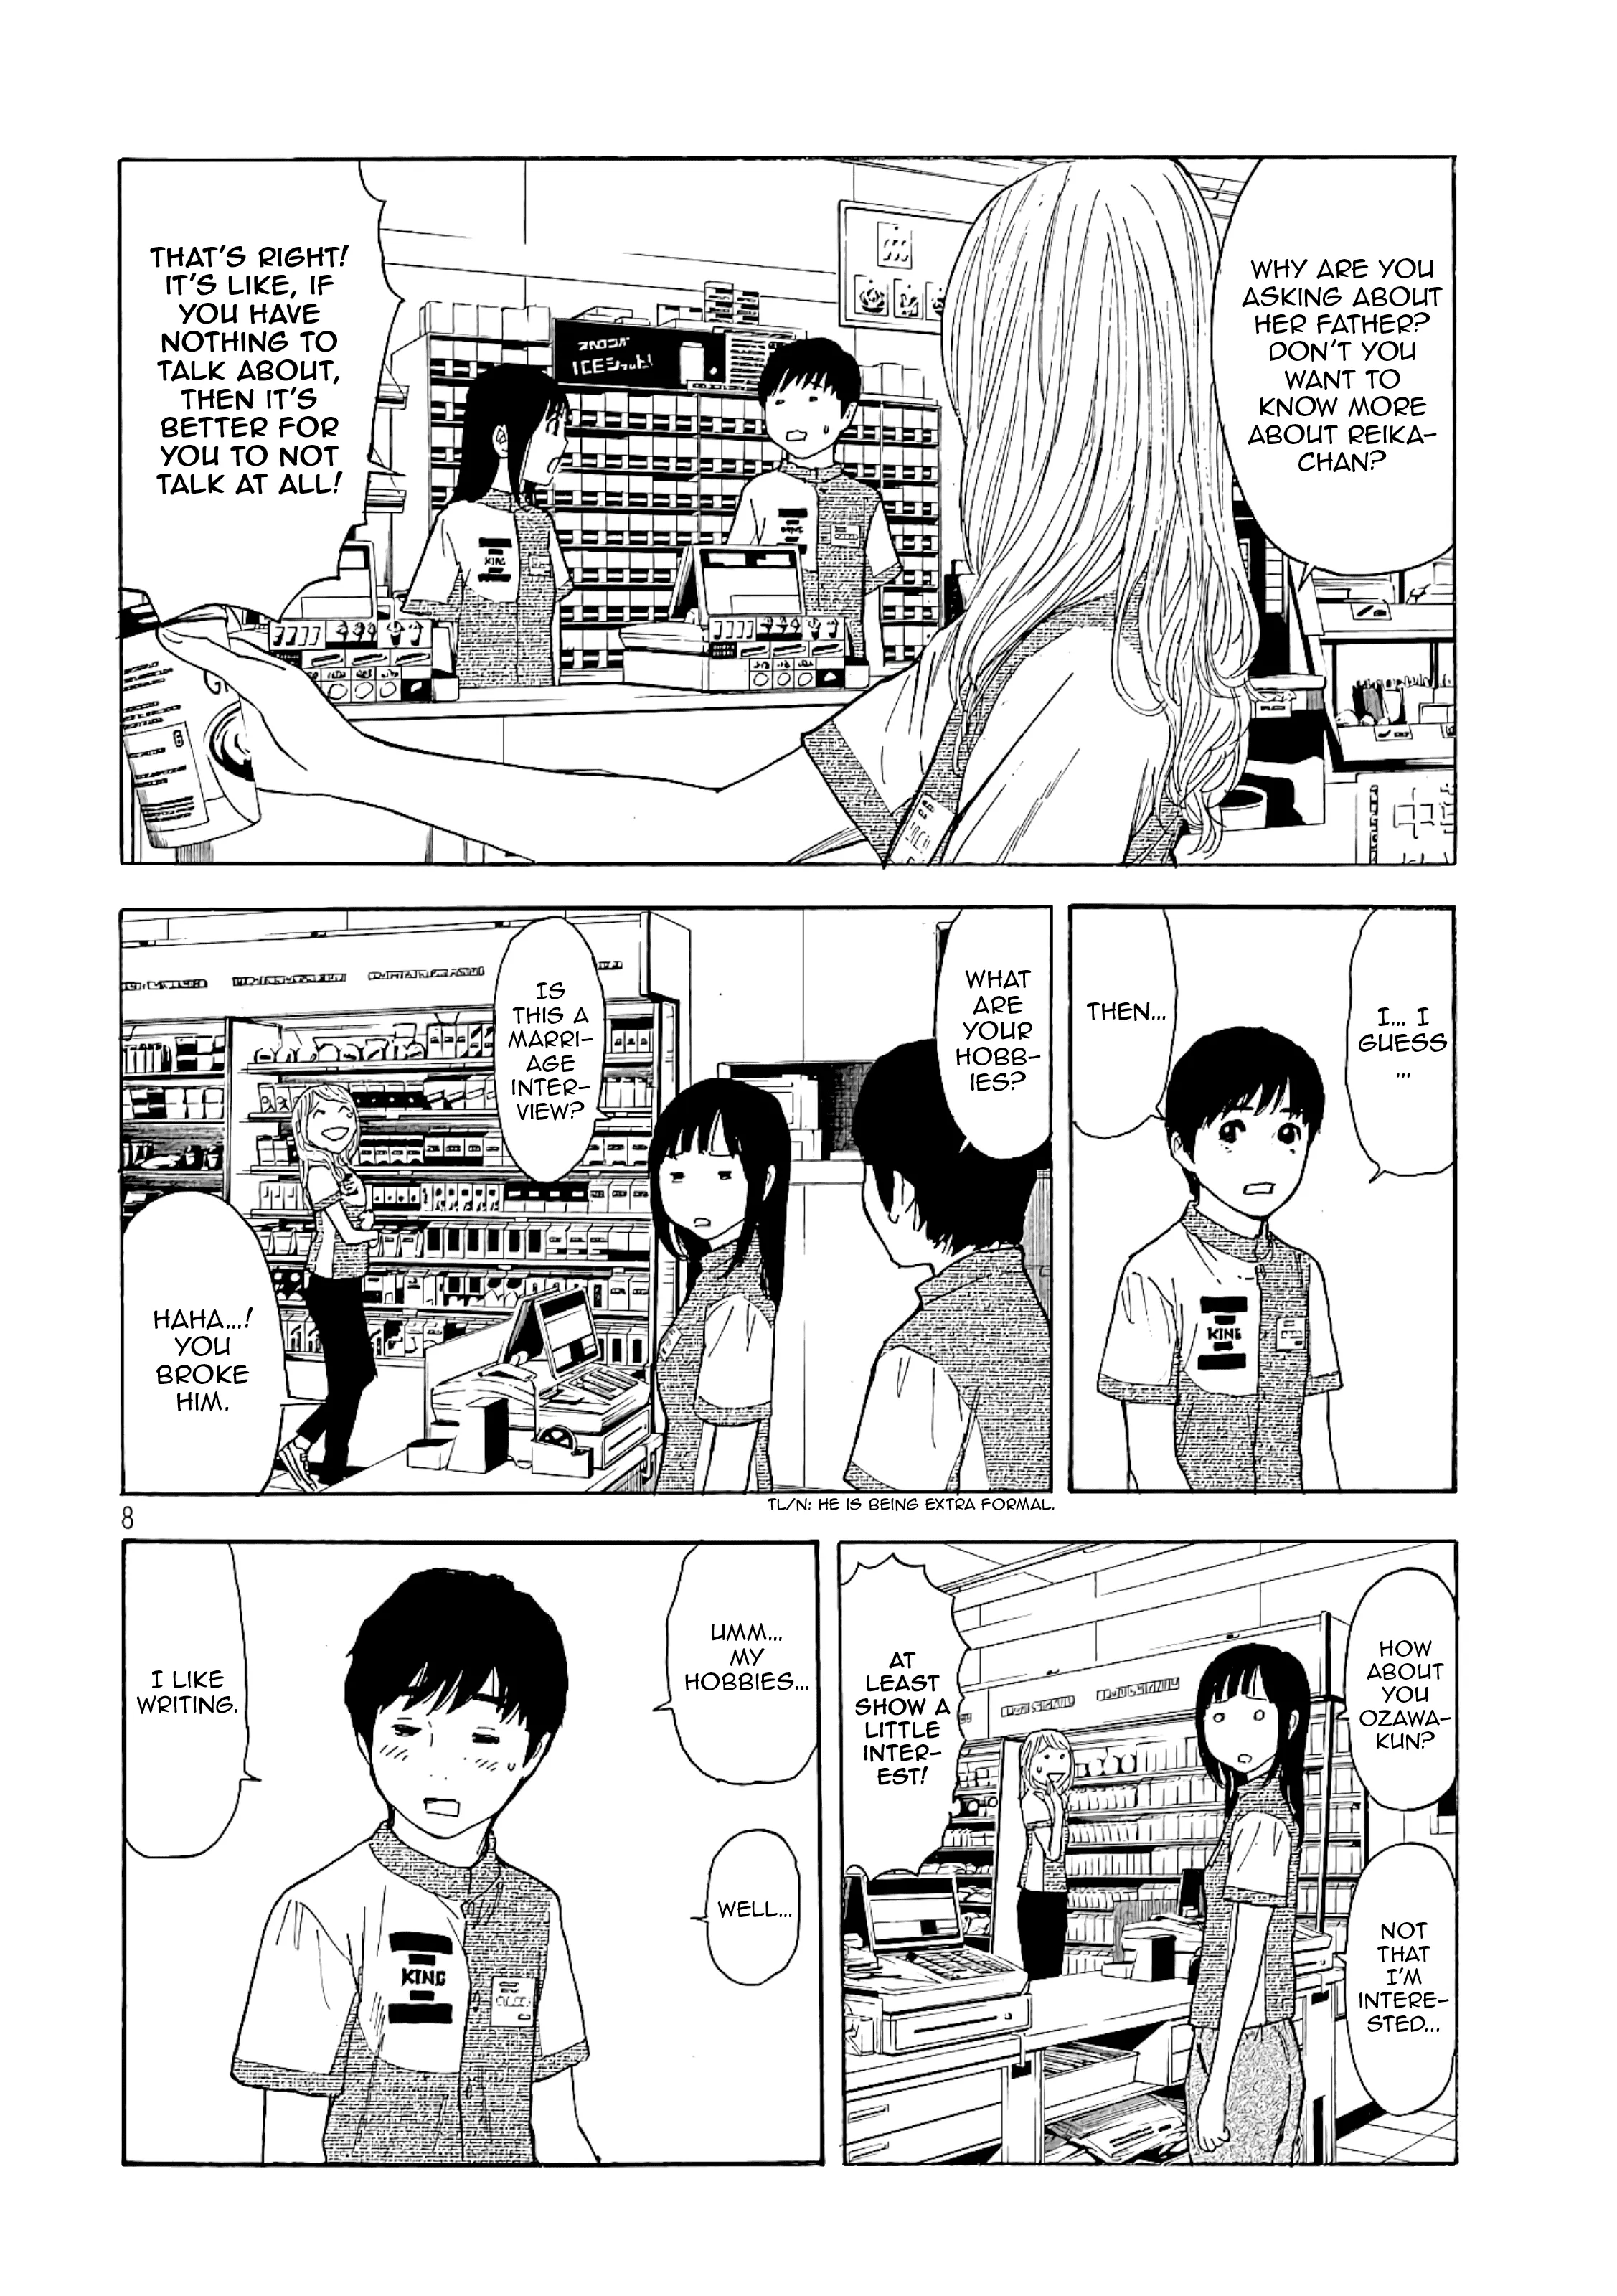 WHY ARE YOU
ASKING ABOUT
HER FATHER?
DON'T YOU
WANT TO
KNOW MORE
ABOUT REIKA-
CHAN?
THAT'S RIGHT!
IT'S LIKE, IF
YOU HAVE
NOTHING TO
TALK ABOUT,
THEN IT'S
BETTER FOR
YOU TO NOT
TALK AT ALL!
KING
I... I
GUESS
...
THEN...
KING
WHAT
ARE
YOUR
HOBB-
IES?
IS
THIS A
MARRI-
AGE
INTER-
VIEW?
HAHA...!
YOU
BROKE
HIM.
TL/N: HE IS BEING EXTRA FORMAL.
8
HOW
ABOUT
YOU
OZAWA-
KUN?
NOT
THAT
I'M
INTERE-
STED...
AT
LEAST
SHOW A
LITTLE
INTER-
EST!
UMM...
MY
HOBBIES...
WELL...
I LIKE
WRITING.
KING